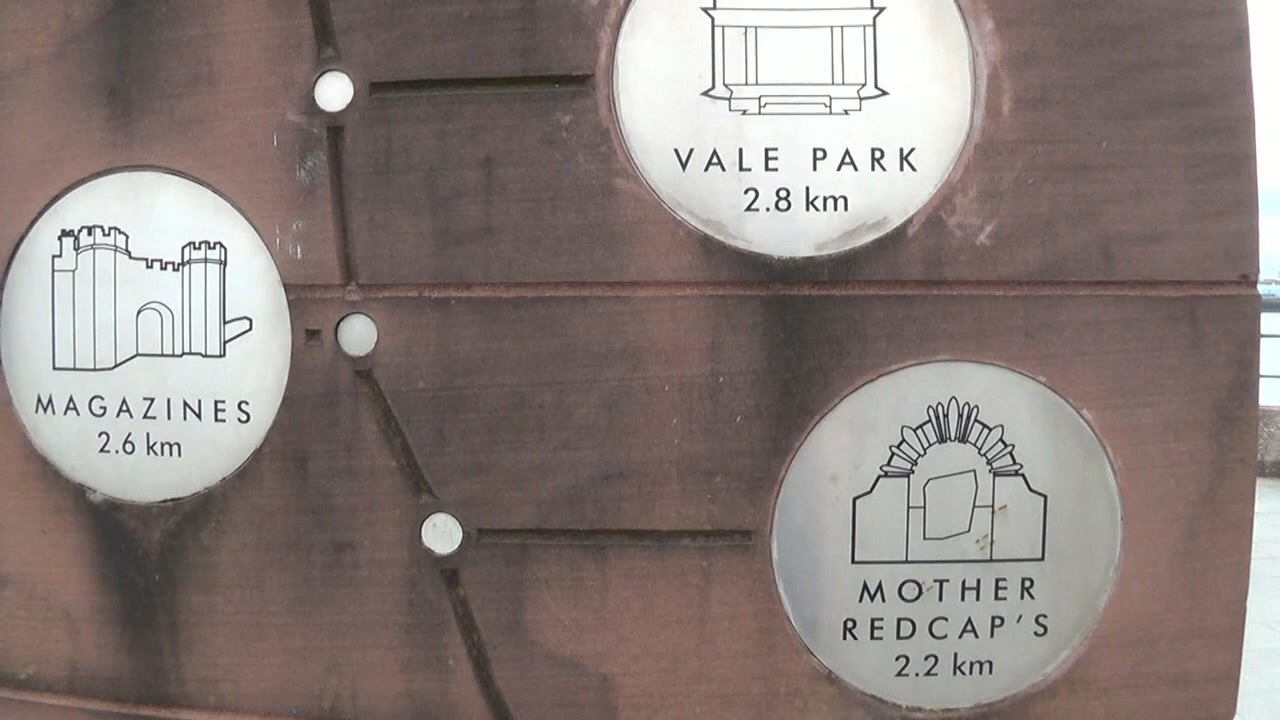 VALE PARK
2.8 km
MAGAZINES
2.6 km
MOTHER
REDCAP'S
2.2 km